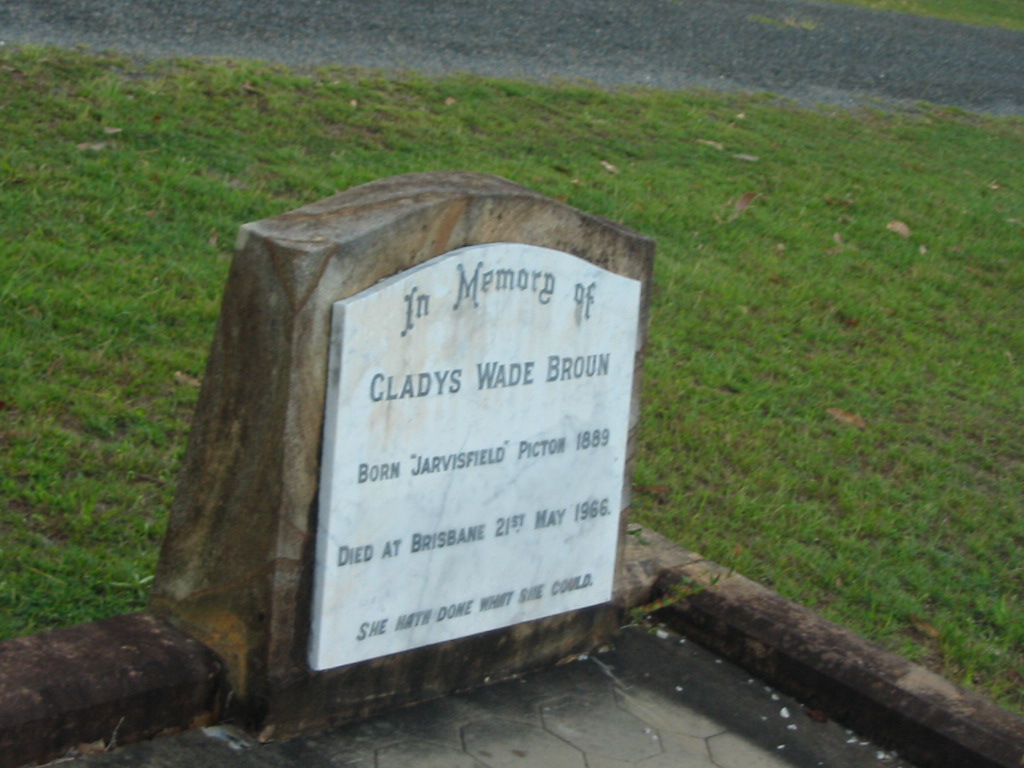 In Memory of
GLADYS WADE BROUN
BORN "JARVISFIELD" PICTON 1889
DIED AT BRISBANE 21ST MAY 1966.
SHE HATH DONE WHAT SHE COULD.